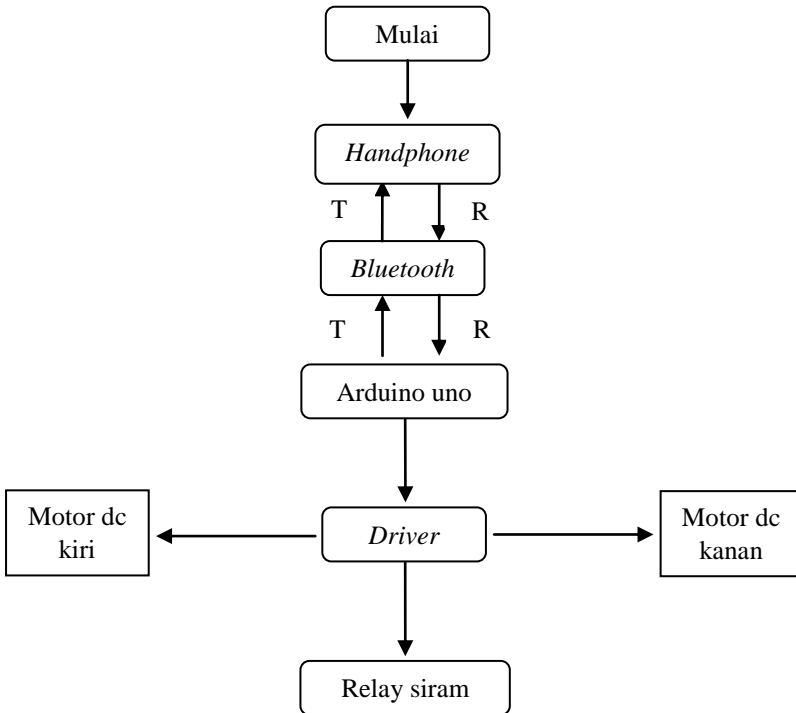 Mulai
Handphone
T
R
Bluetooth
T
R
Arduino uno
Motor dc
kiri
Driver
Motor dc
kanan
Relay siram